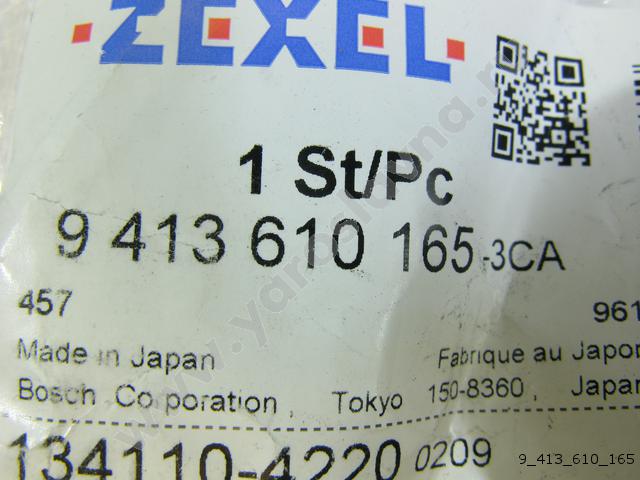 ZEXEL
1 St/Pc
9 413 610 165-3CA
457 961
Made in Japan Fabrique au Japon
Bosch Corporation, Tokyo 150-8360, Japan
134110-4220 0209
9_413_610_165